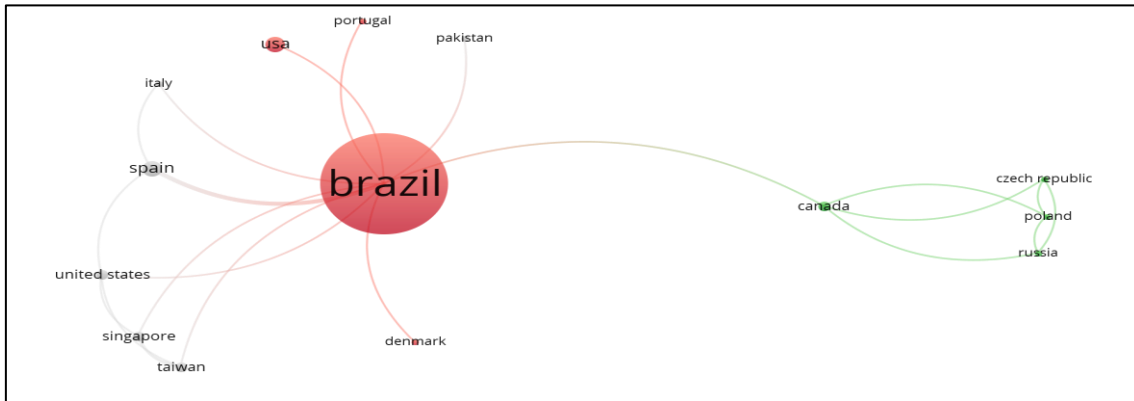 portugal
usa
pakistan
italy
spain
brazil
czech republic
canada
poland
russia
united states
singapore
denmark
taiwan